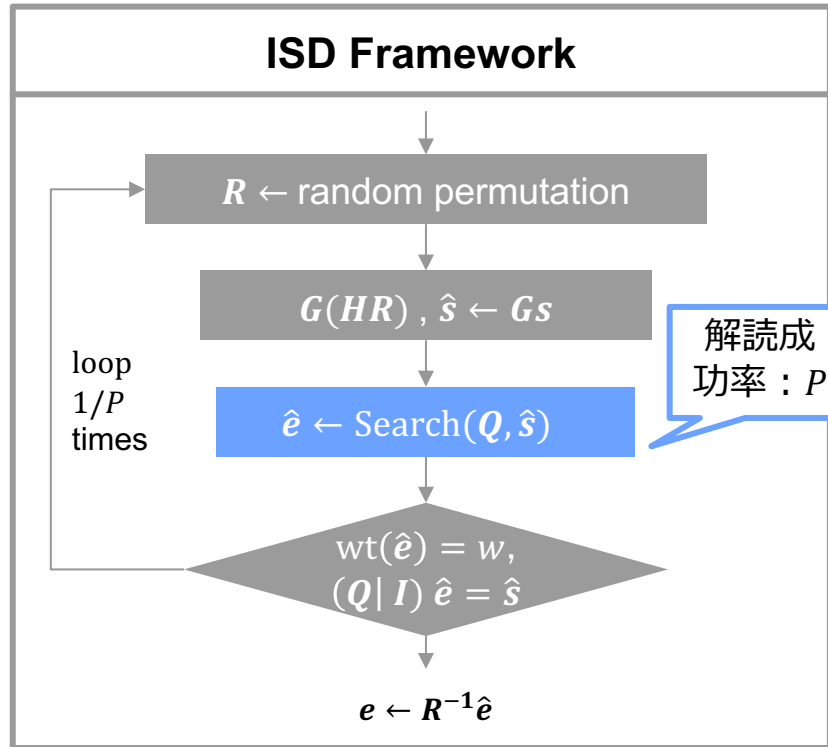 ISD Framework
R ← random permutation
G(HR) , ŝ ← Gs
解読成
功率：P
loop
1/P
times
ê ← Search(Q, ŝ)
wt(ê) = w,
(Q| I) ê = ŝ
e ← R⁻¹ê